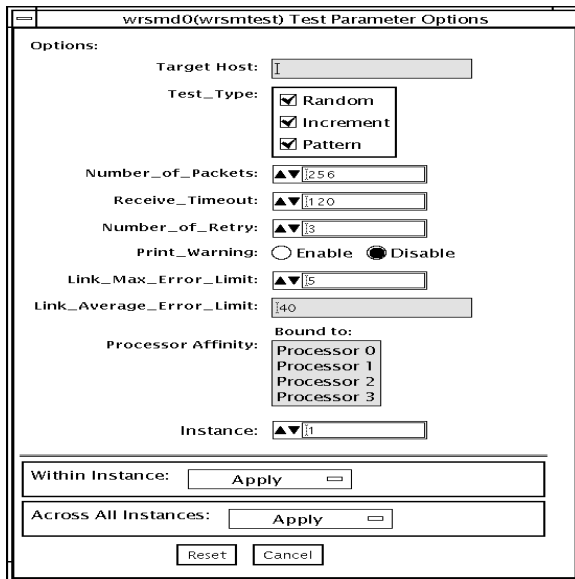 wrsmd0(wrsmtest) Test Parameter Options
Options:
Target Host:
Test_Type: Random
Increment
Pattern
Number_of_Packets: 256
Receive_Timeout: 120
Number_of_Retry: 3
Print_Warning: Enable Disable
Link_Max_Error_Limit: 5
Link_Average_Error_Limit: 40
Bound to:
Processor Affinity: Processor 0
Processor 1
Processor 2
Processor 3
Instance: 1
Within Instance: Apply
Across All Instances: Apply
Reset Cancel